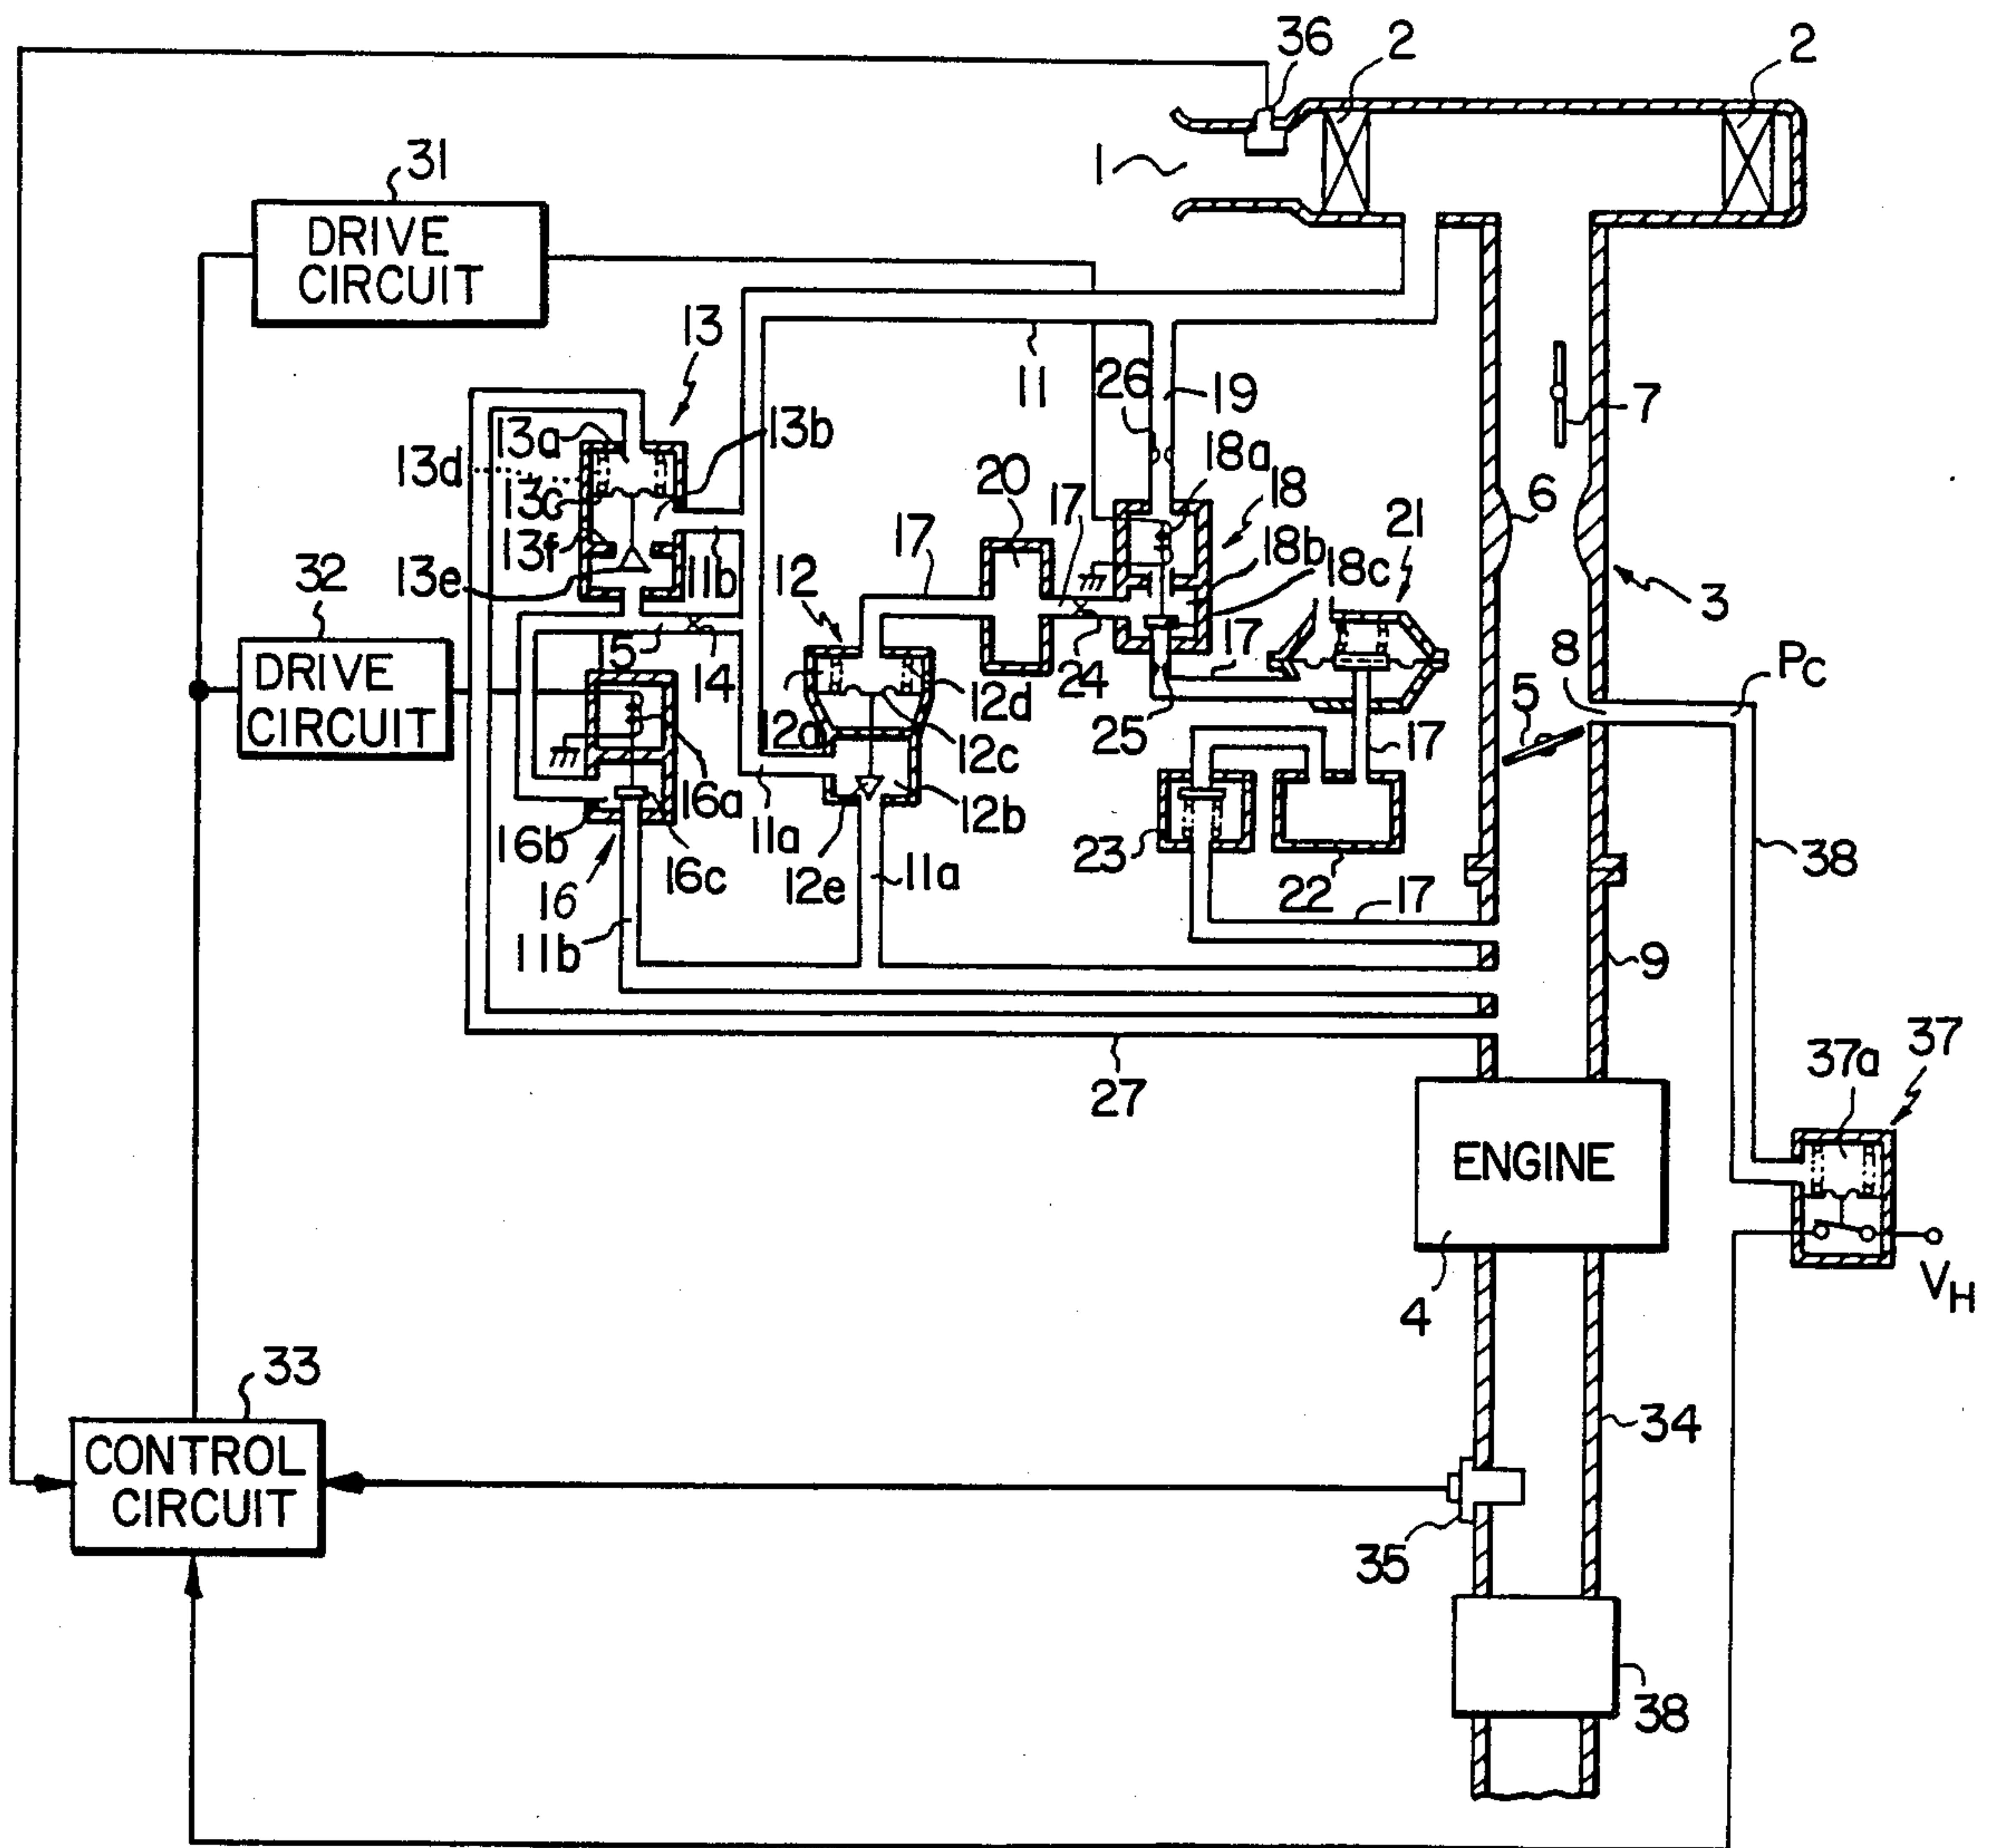 36
2
2
31
1
DRIVE
CIRCUIT
13
11
26
19
7
13a
13b
13d
13c
18a
20
17
18
6
21
13f
17
18b
18c
13e
11b
12
3
32
5
14
24
17
8
PC
DRIVE
CIRCUIT
12a
12d
25
17
5
12c
16a
11a
12b
16b
16c
12e
11a
23
22
38
16
17
11b
9
27
37a
37
ENGINE
4
VH
33
34
CONTROL
CIRCUIT
35
38